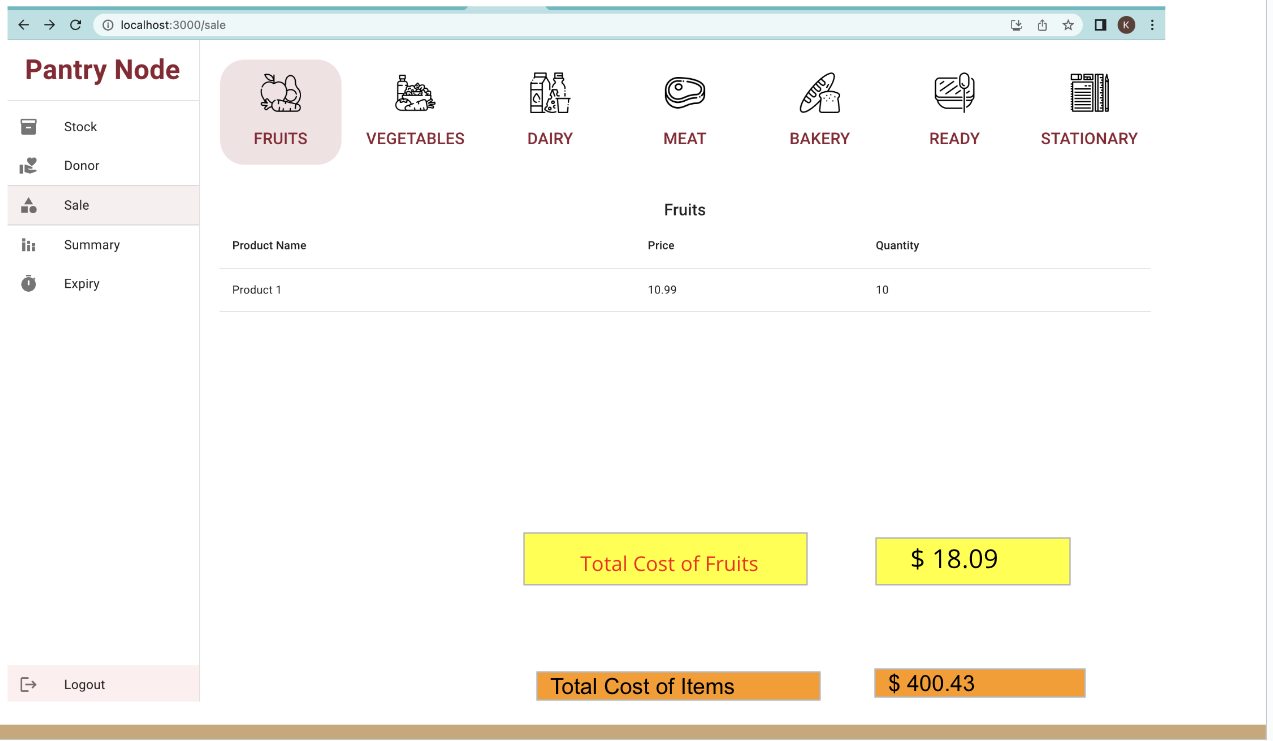 localhost:3000/sale
K
Pantry Node
Stock
Donor
Sale
Summary
Expiry
Logout
FRUITS VEGETABLES DAIRY MEAT BAKERY READY STATIONARY
Fruits
Product Name Price Quantity
Product 1 10.99 10
Total Cost of Fruits $ 18.09
Total Cost of Items $ 400.43